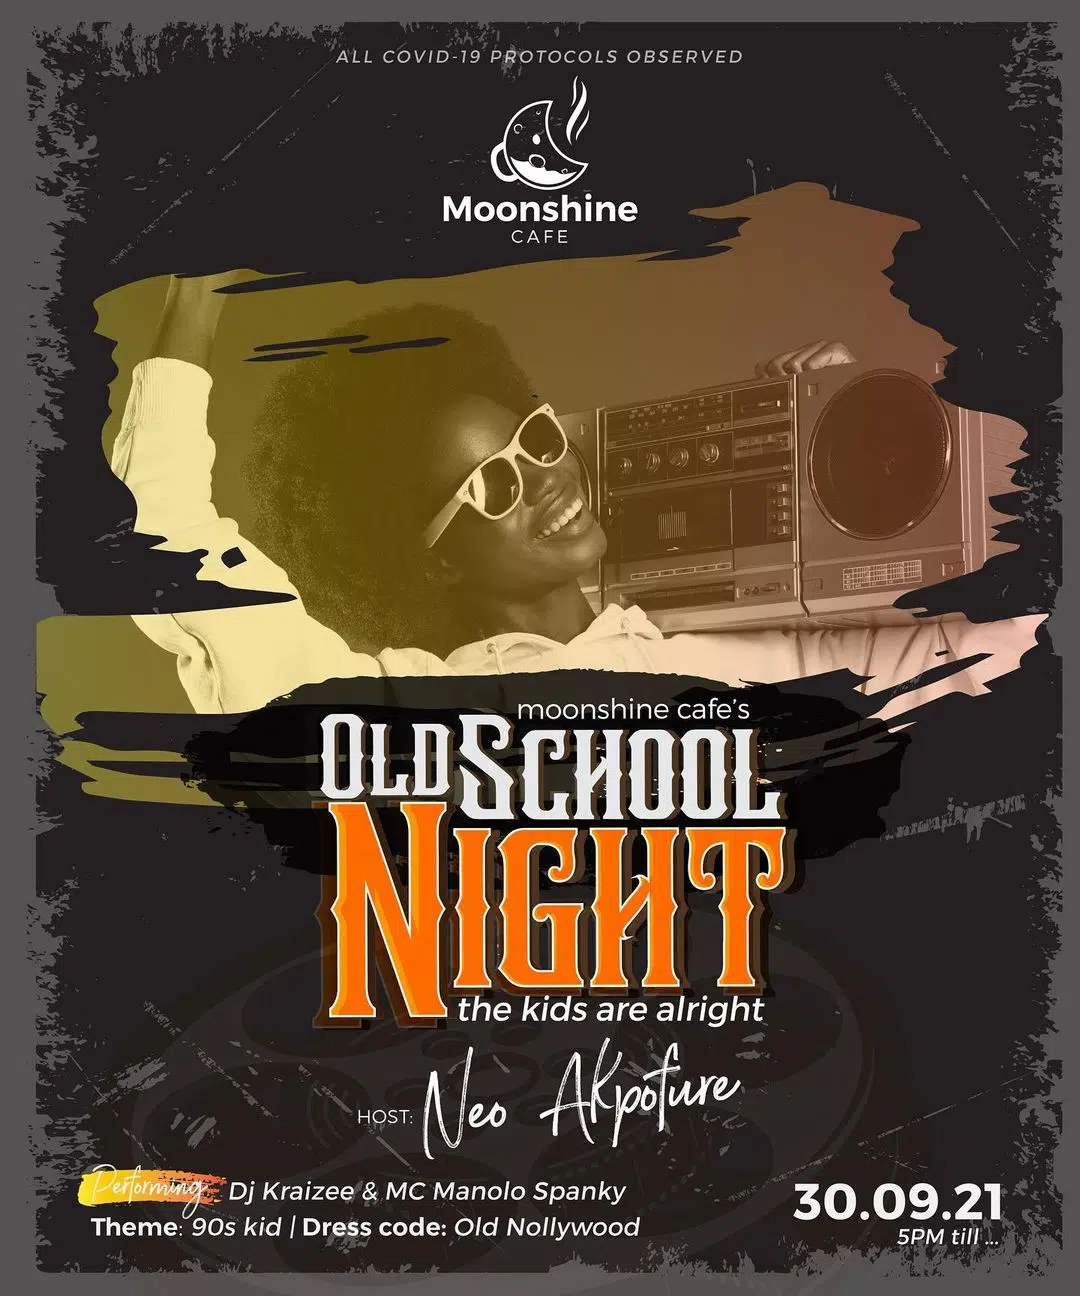 ALL COVID-19 PROTOCOLS OBSERVED
Moonshine
CAFE
moonshine cafe's
OLD SCHOOL
NIGHT
the kids are alright
HOST: Neo Akpofure
Performing Dj Kraizee & MC Manolo Spanky
Theme: 90s kid | Dress code: Old Nollywood
30.09.21
5PM till ...